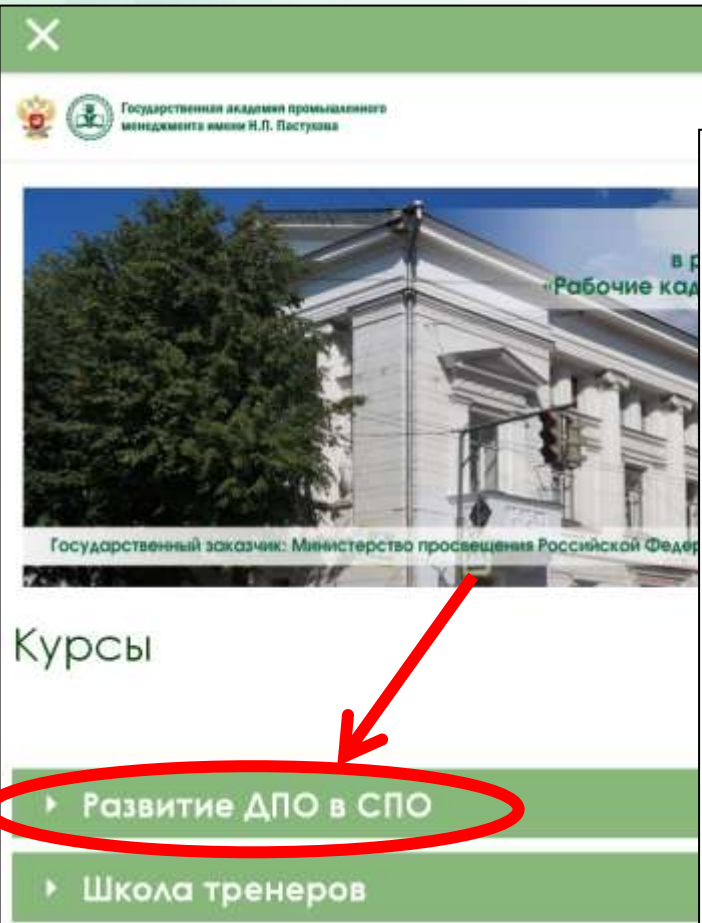 Государственная академия промышленного
менеджмента имени Н.П. Пастухова
в р
«Рабочие кад
Государственный заказчик: Министерство просвещения Российской Федер
Курсы
Развитие ДПО в СПО
Школа тренеров